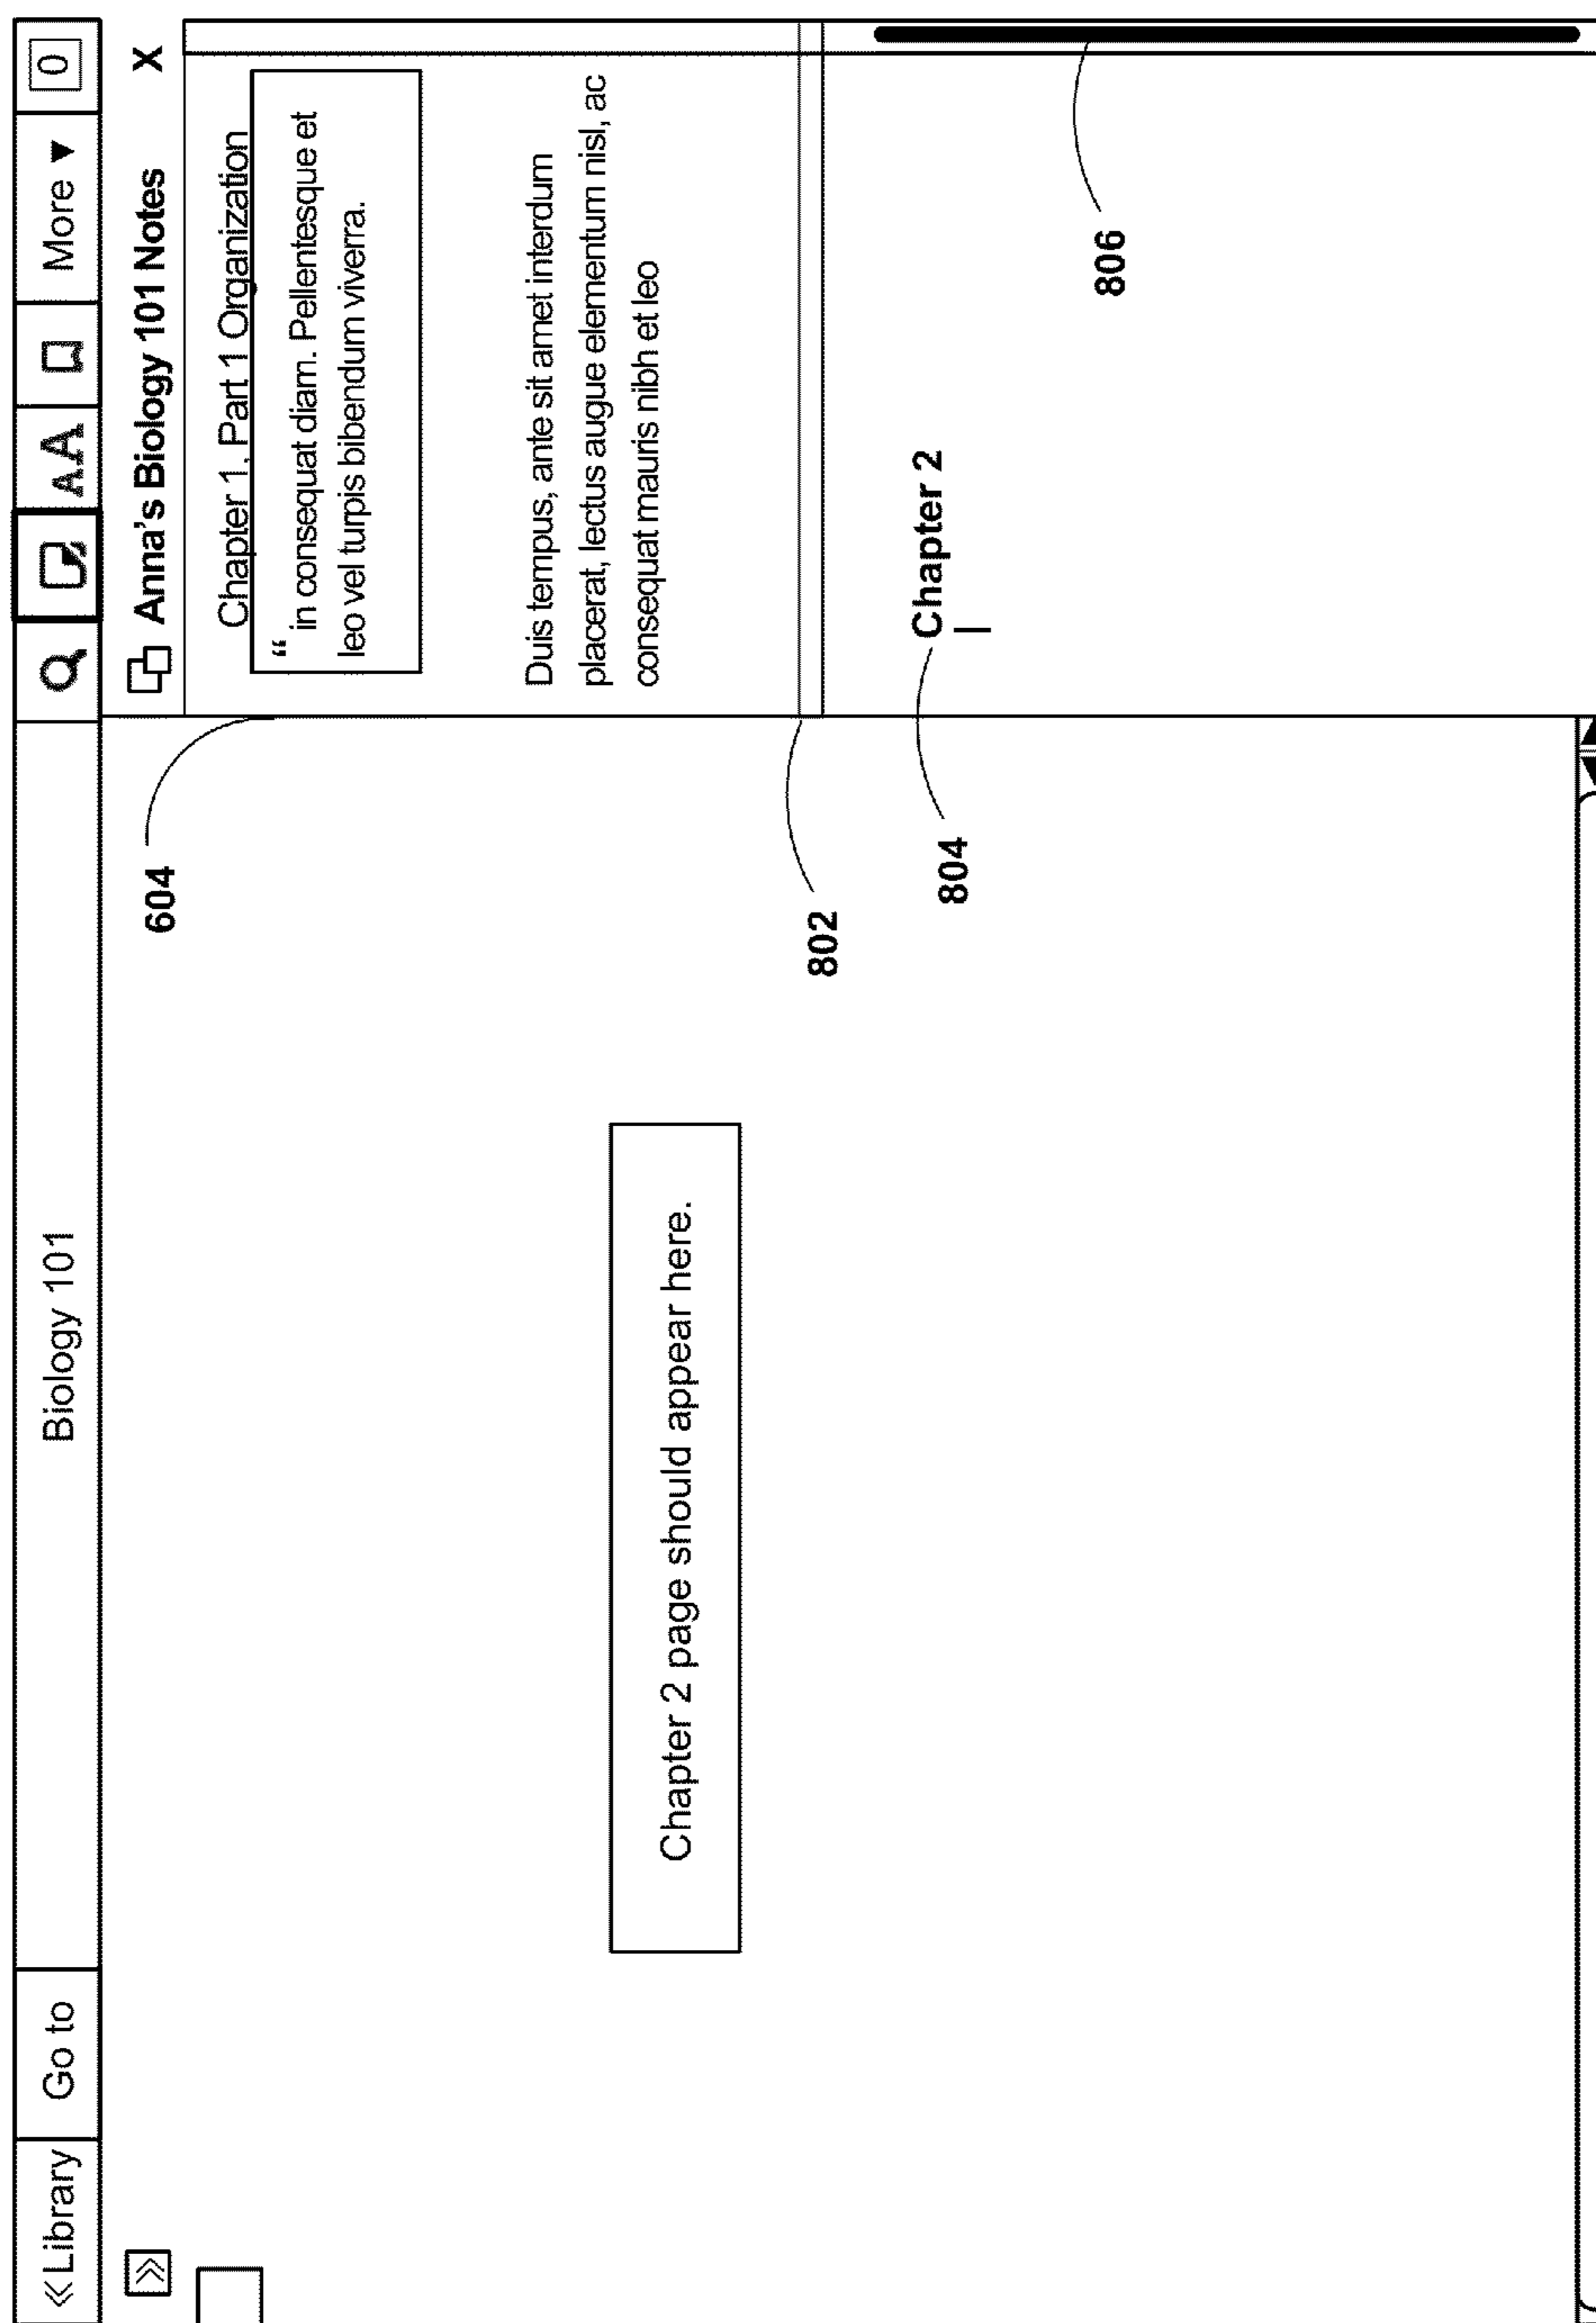 «Library
Go to
Biology 101
AA
More ▼
0
Anna's Biology 101 Notes
X
Chapter 1, Part 1 Organization
“ in consequat diam. Pellentesque et
leo vel turpis bibendum viverra.
Duis tempus, ante sit amet interdum
placerat, lectus augue elementum nisl, ac
consequat mauris nibh et leo
Chapter 2
Chapter 2 page should appear here.
604
802
804
806